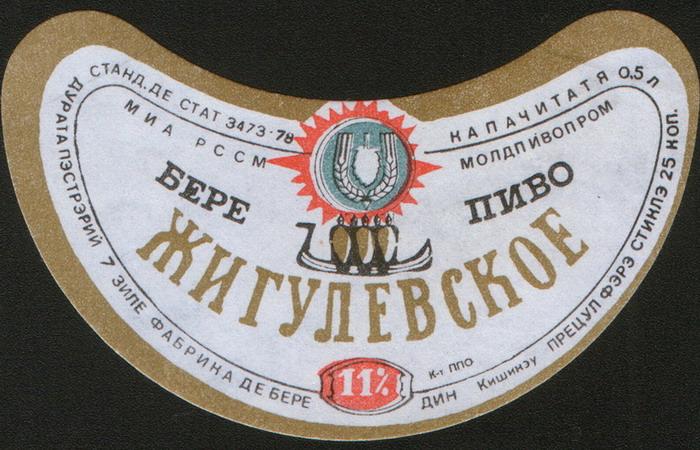 СТАНД. ДЕ СТАТ 3473-78
КАПАЧИТАТЯ 0,5 л
МИА РССМ
МОЛДПИВОПРОМ
БЕРЕ
ПИВО
ЖИГУЛЕВСКОЕ
11%
К-т ППО
ДУРАТА ПЭСТРЭРИЙ 7 ЗИЛЕ ФАБРИКА ДЕ БЕРЕ
ДИН Кишинэу ПРЕЦУЛ ФЭРЭ СТИКЛЭ 25 КОП.